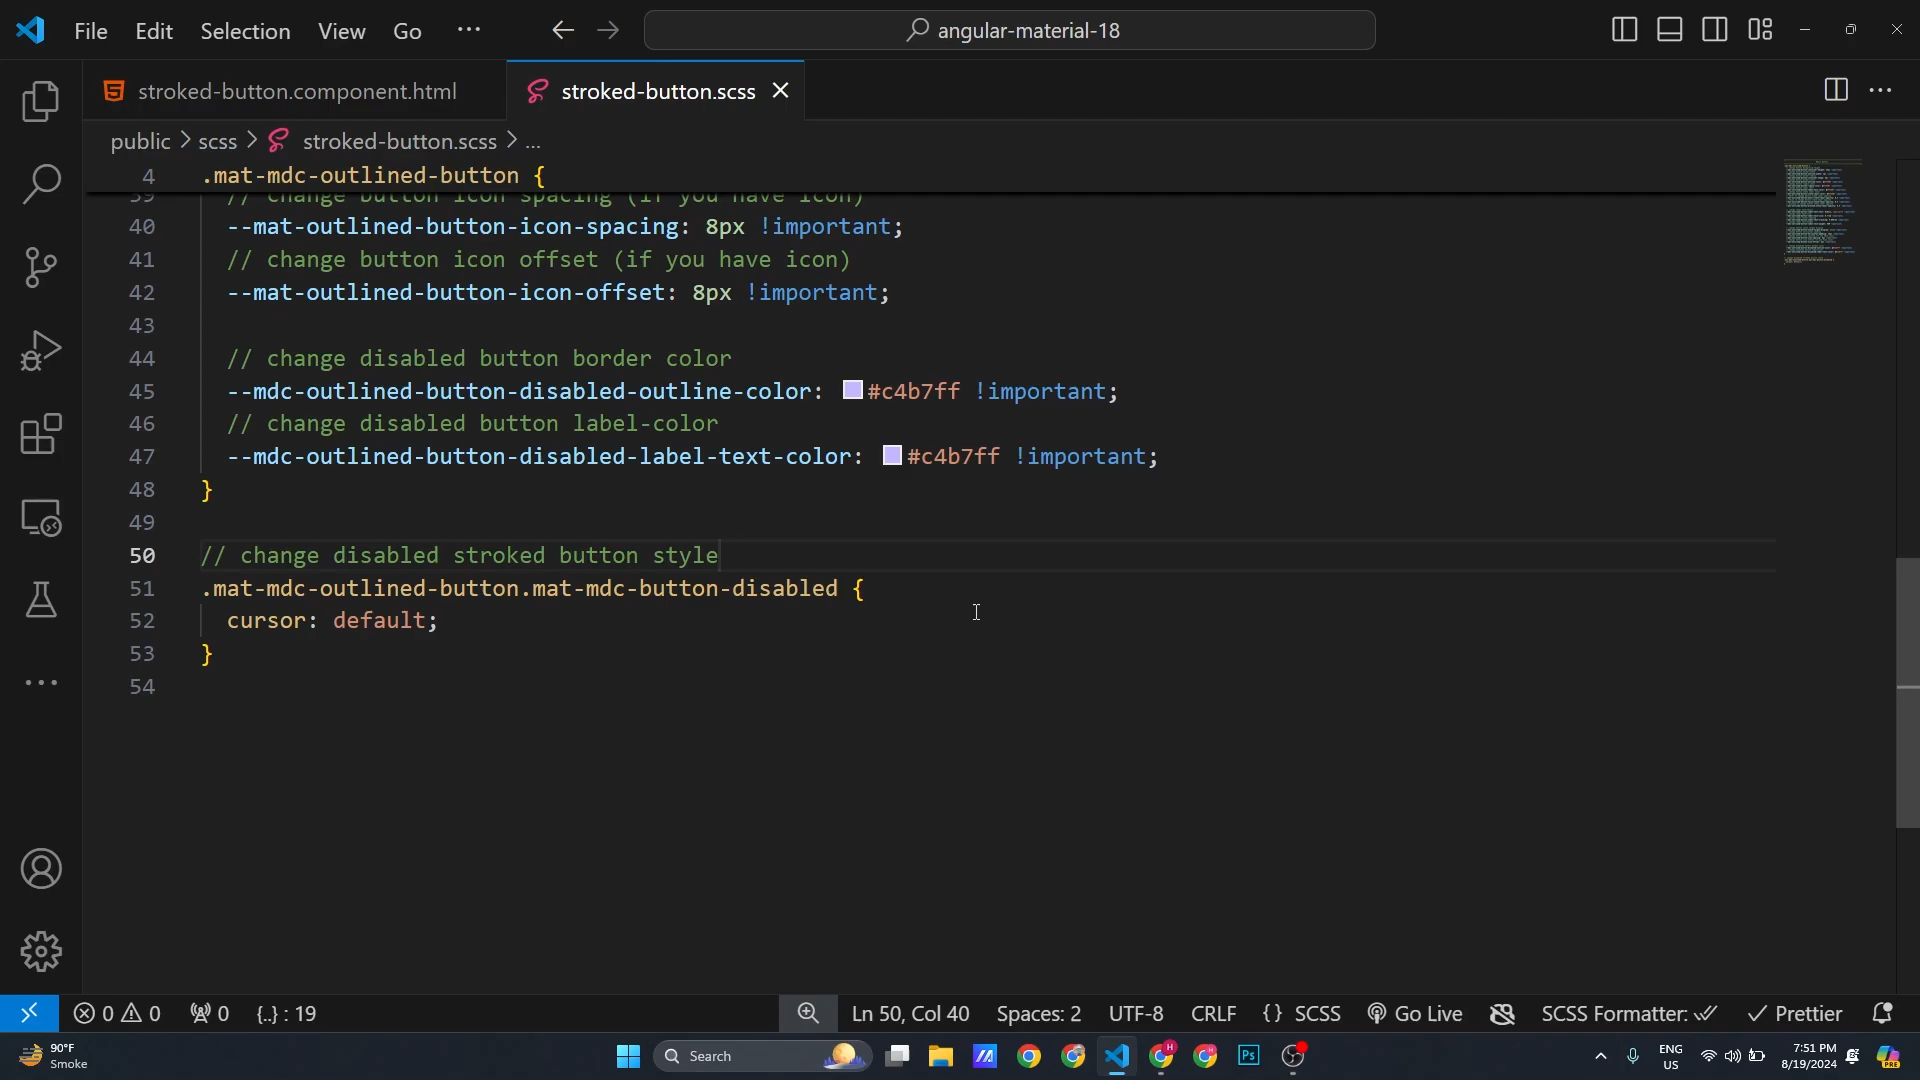 File Edit Selection View Go ···
angular-material-18
stroked-button.component.html
stroked-button.scss
public > scss > stroked-button.scss > ...
4 .mat-mdc-outlined-button {
39 // change button icon spacing (if you have icon)
40 --mat-outlined-button-icon-spacing: 8px !important;
41 // change button icon offset (if you have icon)
42 --mat-outlined-button-icon-offset: 8px !important;
43
44 // change disabled button border color
45 --mdc-outlined-button-disabled-outline-color: #c4b7ff !important;
46 // change disabled button label-color
47 --mdc-outlined-button-disabled-label-text-color: #c4b7ff !important;
48 }
49
50 // change disabled stroked button style
51 .mat-mdc-outlined-button.mat-mdc-button-disabled {
52 cursor: default;
53 }
54
0 0 0 {..} : 19 Ln 50, Col 40 Spaces: 2 UTF-8 CRLF {} SCSS Go Live SCSS Formatter: Prettier
90°F
Smoke
Search
Ps
ENG
US
7:51 PM
8/19/2024